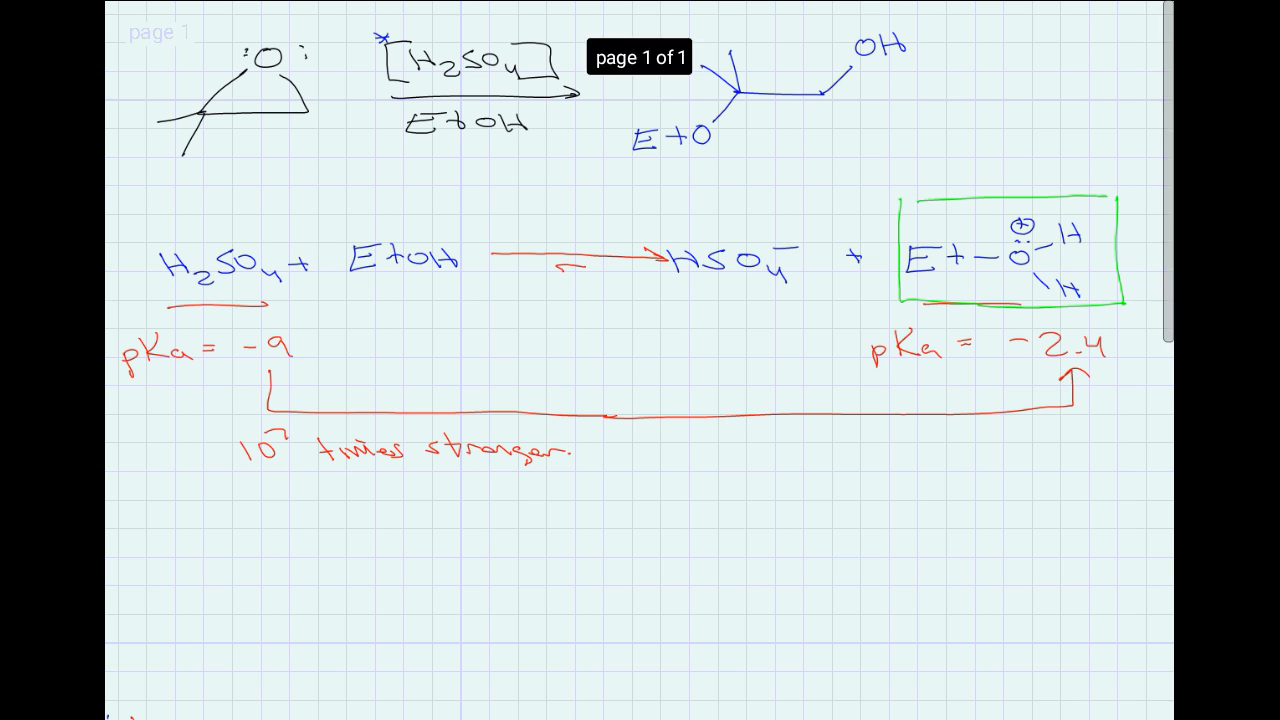 page 1
page 1 of 1
:O:
[H₂SO₄]
EtOH
EtO
OH
H₂SO₄ + EtOH ⇌ HSO₄⁻ + Et-O⊕ H H
pKa = -9
pKa = -2.4
10⁷ times stronger.